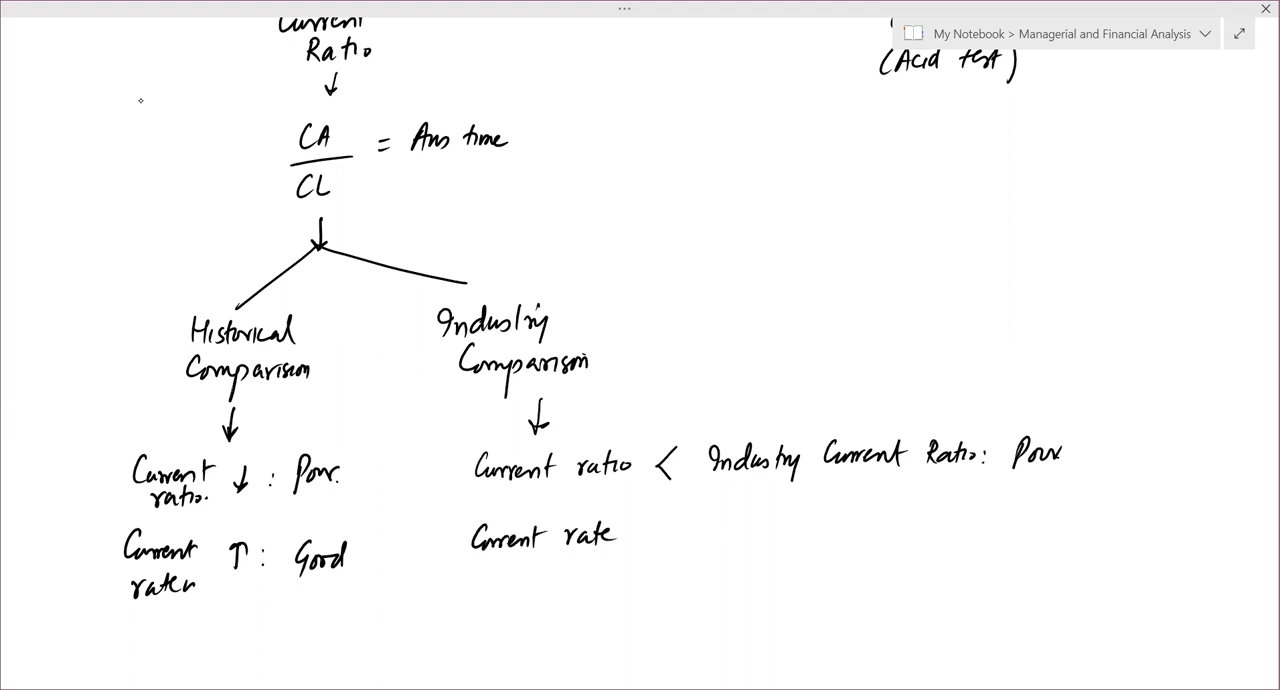 My Notebook > Managerial and Financial Analysis
Current
Ratio
(Acid test)
CA
= Ans time
CL
Historical
Comparison
Industry
Comparison
Current
ratio. ↓ : Poor.
Current ratio < Industry Current Ratio: Poor
Current
↑ : Good
Current rate